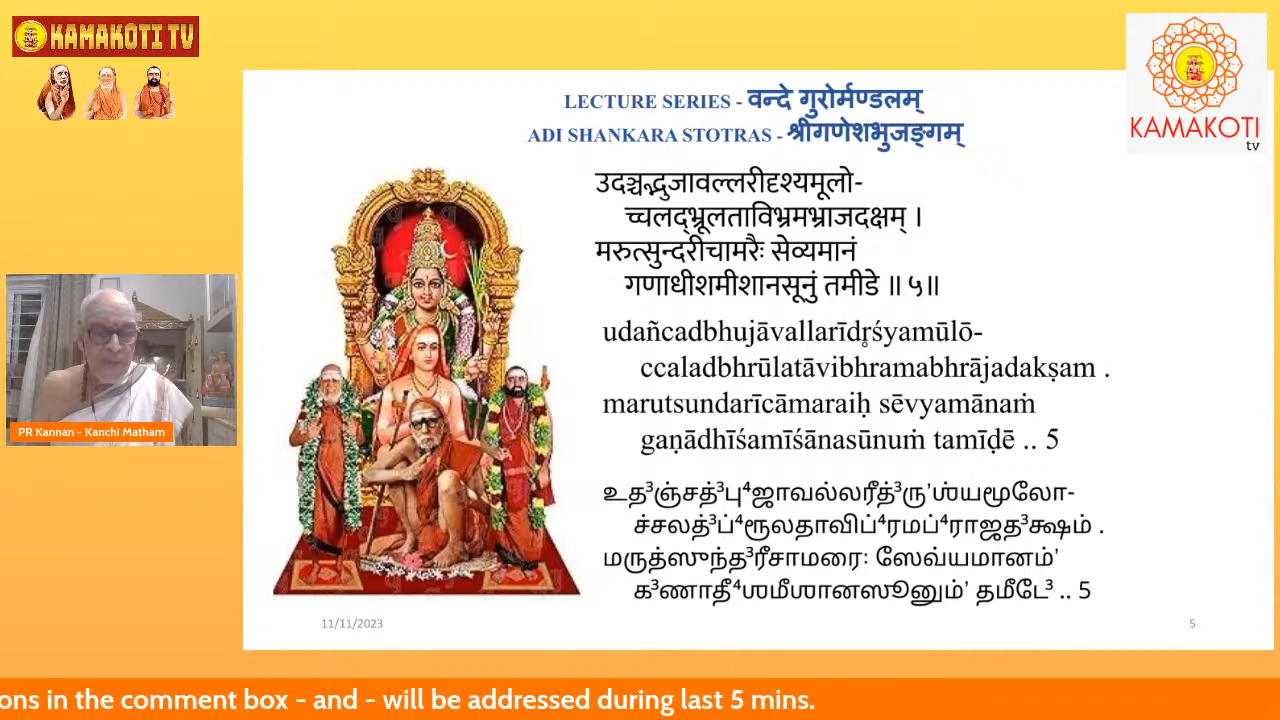 KAMAKOTI TV
KAMAKOTI
tv
LECTURE SERIES - वन्दे गुरोर्मण्डलम्
ADI SHANKARA STOTRAS - श्रीगणेशभुजङ्गम्
उदञ्चद्भुजावल्लरीदृश्यमूलो-
च्चलद्भ्रूलताविभ्रमभ्राजदक्षम् ।
मरुत्सुन्दरीचामरैः सेव्यमानं
गणाधीशमीशानसूनुं तमीडे ॥ ५॥
udañcadbhujāvallarīdr̥śyamūlō-
ccaladbhrūlatāvibhramabhrājadakṣam .
marutsundarīcāmaraiḥ sēvyamānaṁ
gaṇādhīśamīśānasūnuṁ tamīḍē .. 5
உத³ஞ்சத்³பு⁴ஜாவல்லரீத்³ருʼஶ்யமூலோ-
ச்சலத்³ப்⁴ரூலதாவிப்⁴ரமப்⁴ராஜத³க்ஷம் .
மருத்ஸுந்த³ரீசாமரை꞉ ஸேவ்யமானம்ʼ
க³ணாதீ⁴ஶமீஶானஸூனும்ʼ தமீடே³ .. 5
PR Kannan - Kanchi Matham
11/11/2023
5
ons in the comment box - and - will be addressed during last 5 mins.